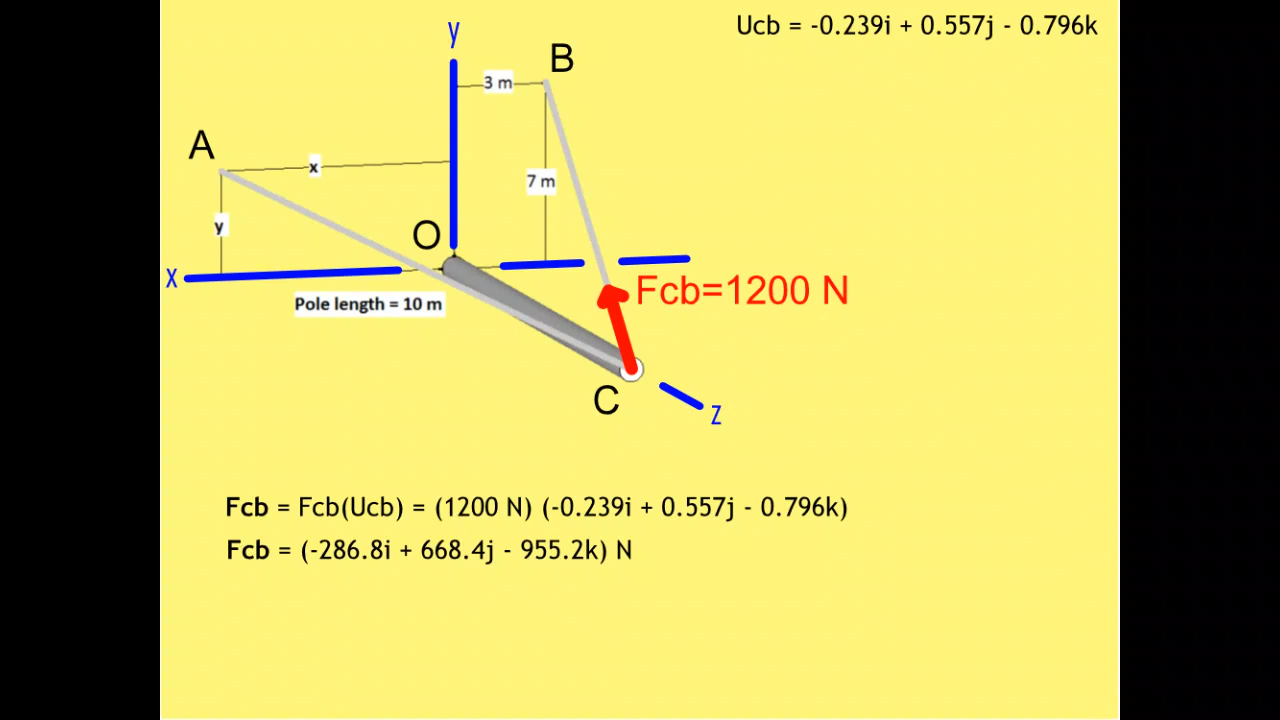 Ucb = -0.239i + 0.557j - 0.796k
y
B
3 m
A
x
7 m
y
O
x
Fcb=1200 N
Pole length = 10 m
C
z
Fcb = Fcb(Ucb) = (1200 N) (-0.239i + 0.557j - 0.796k)
Fcb = (-286.8i + 668.4j - 955.2k) N